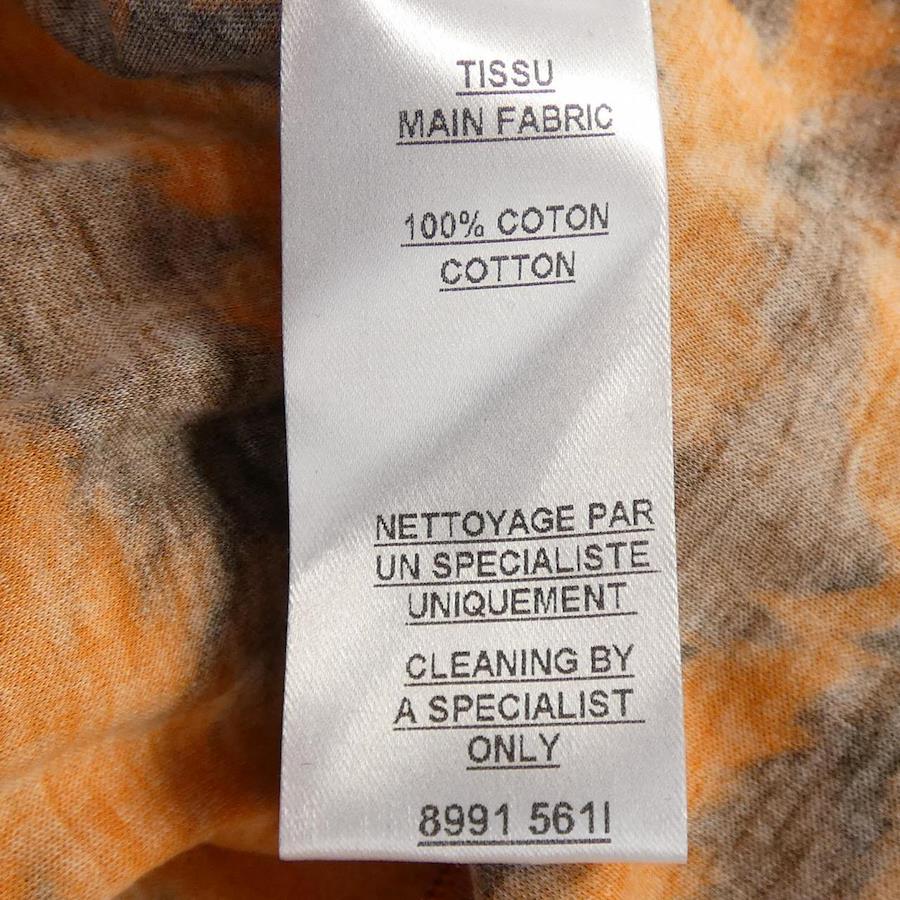 TISSU
MAIN FABRIC
100% COTON
COTTON
NETTOYAGE PAR
UN SPECIALISTE
UNIQUEMENT
CLEANING BY
A SPECIALIST
ONLY
8991 561I